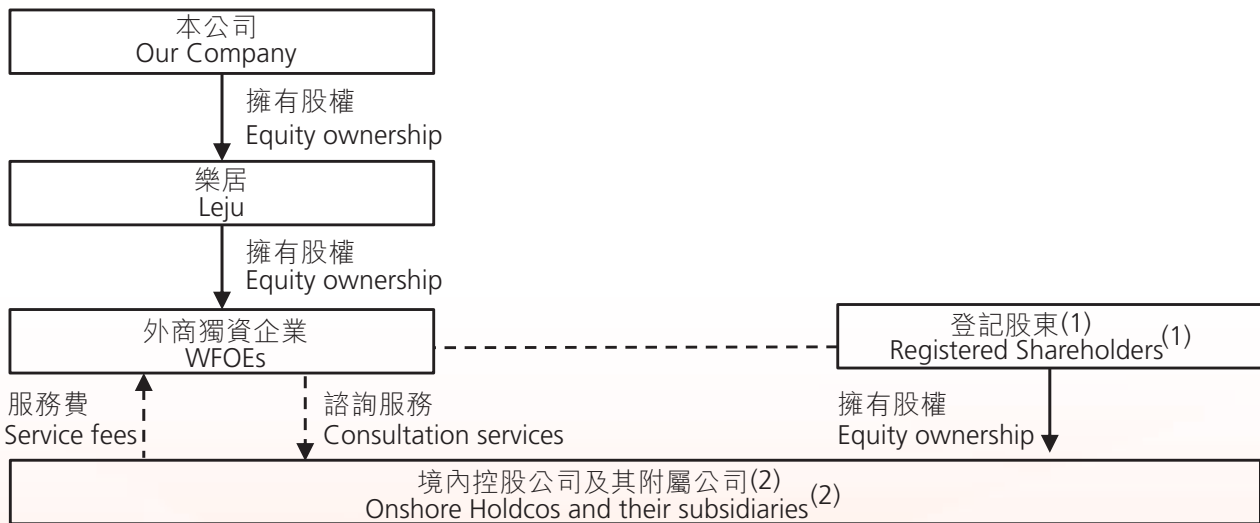 本公司
Our Company
擁有股權
Equity ownership
樂居
Leju
擁有股權
Equity ownership
外商獨資企業
WFOEs
登記股東(1)
Registered Shareholders(1)
服務費
Service fees
諮詢服務
Consultation services
擁有股權
Equity ownership
境內控股公司及其附屬公司(2)
Onshore Holdcos and their subsidiaries(2)